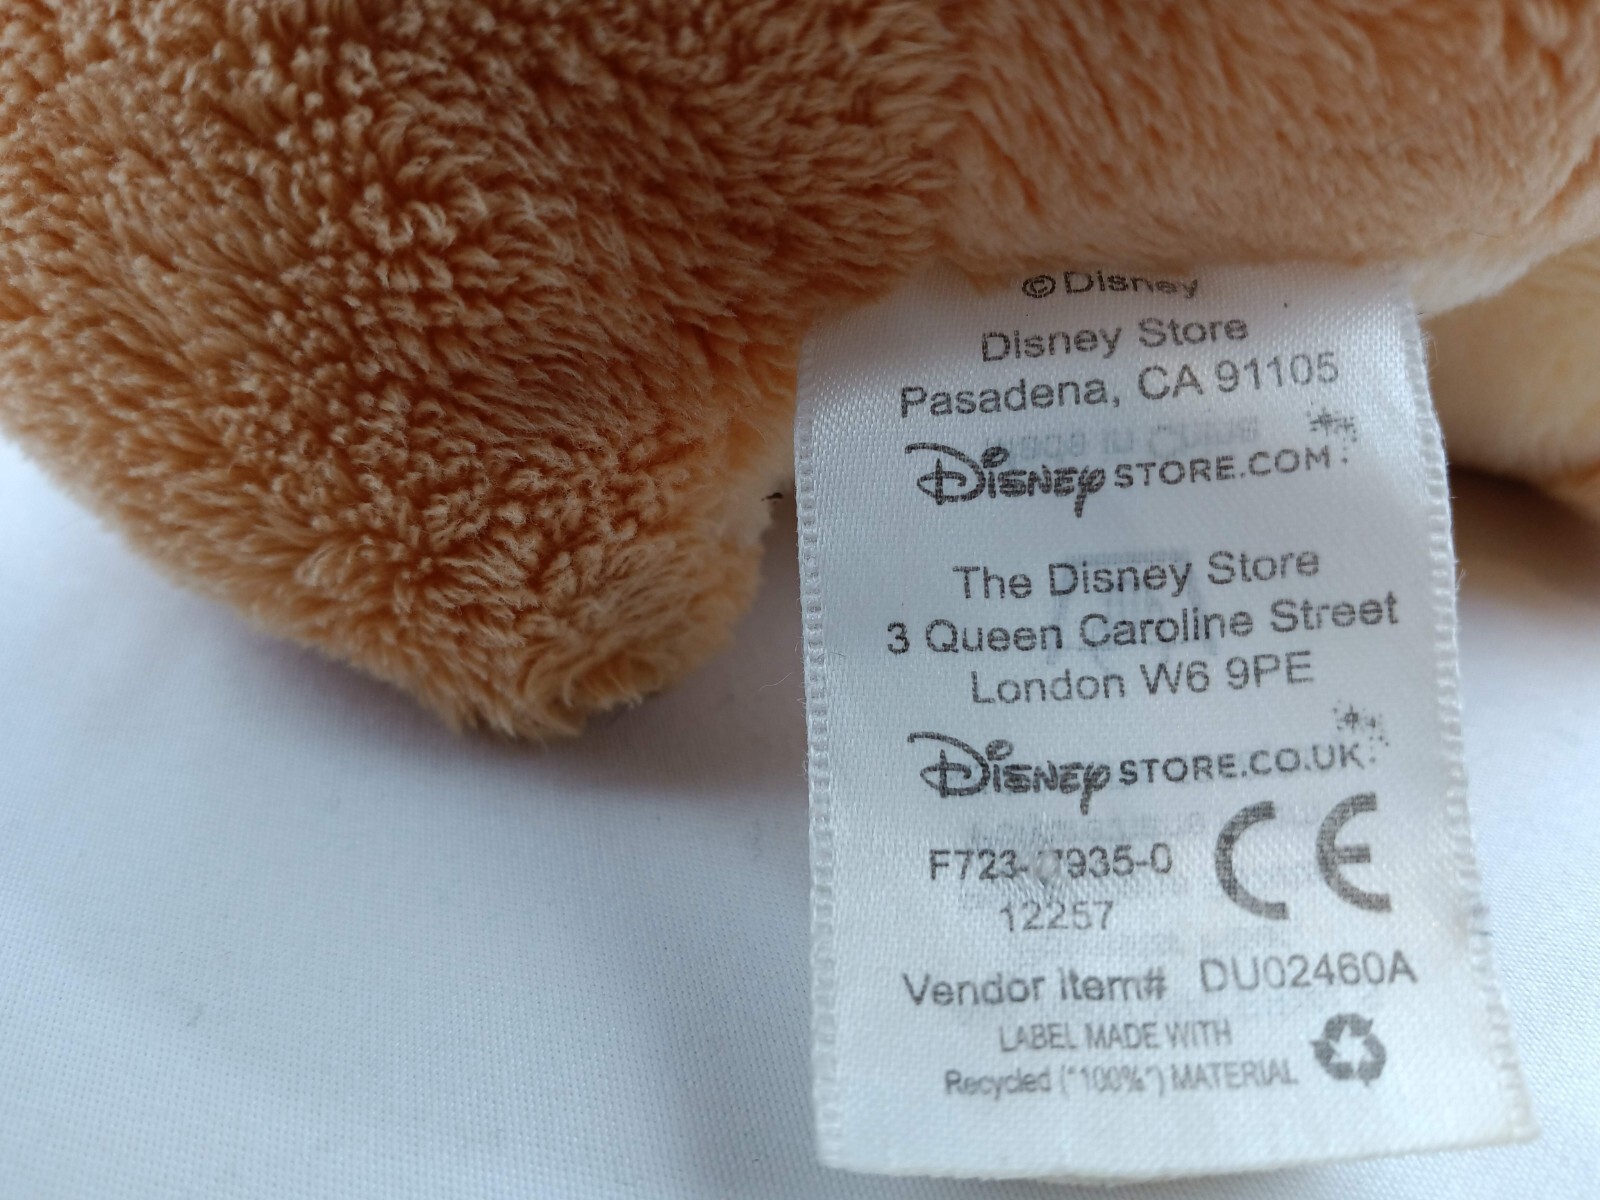 ©Disney
Disney Store
Pasadena, CA 91105
DISNEY STORE.COM
The Disney Store
3 Queen Caroline Street
London W6 9PE
DISNEY STORE.CO.UK
CE
12257
Vendor Item# DU02460A
LABEL MADE WITH
Recycled ("100%") MATERIAL